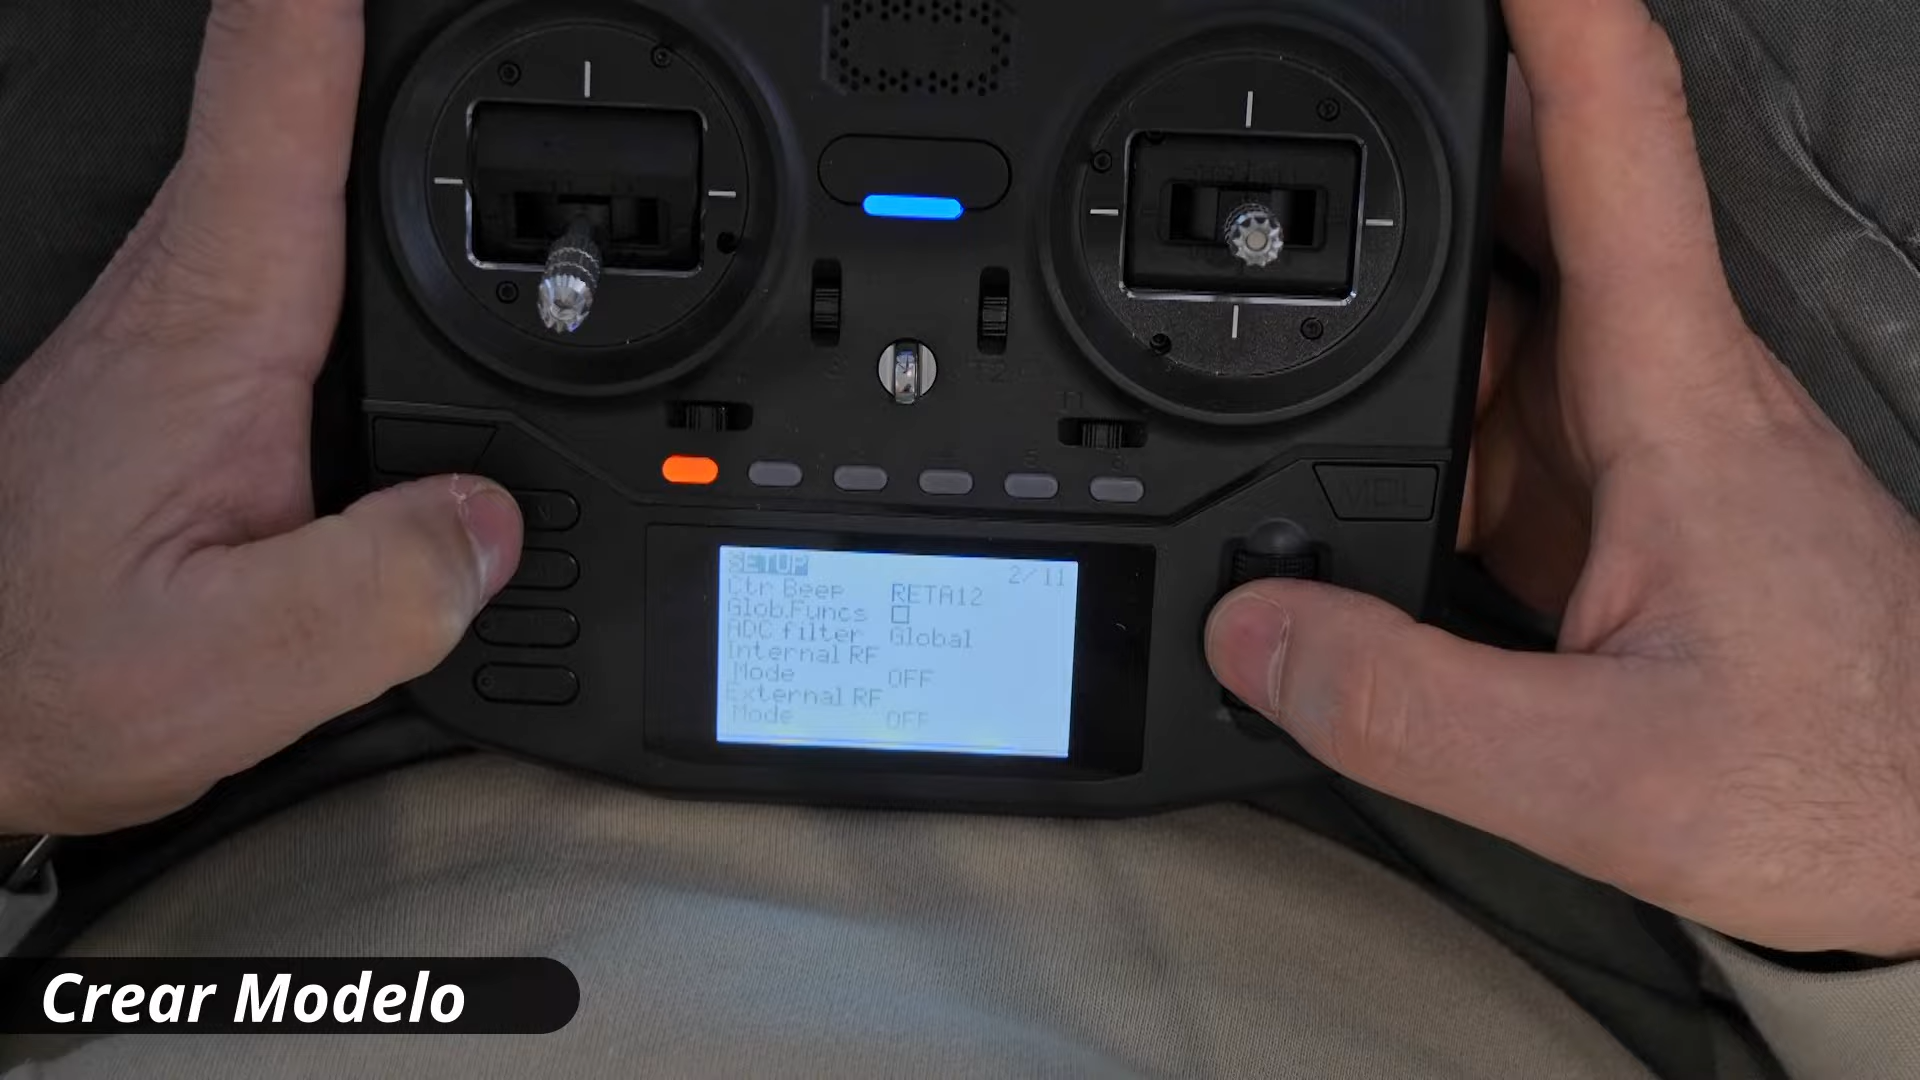 SETUP 2/11
Ctr Beep RETA12
Glob.Funcs
ADC filter Global
Internal RF
Mode OFF
External RF
Mode OFF
Crear Modelo